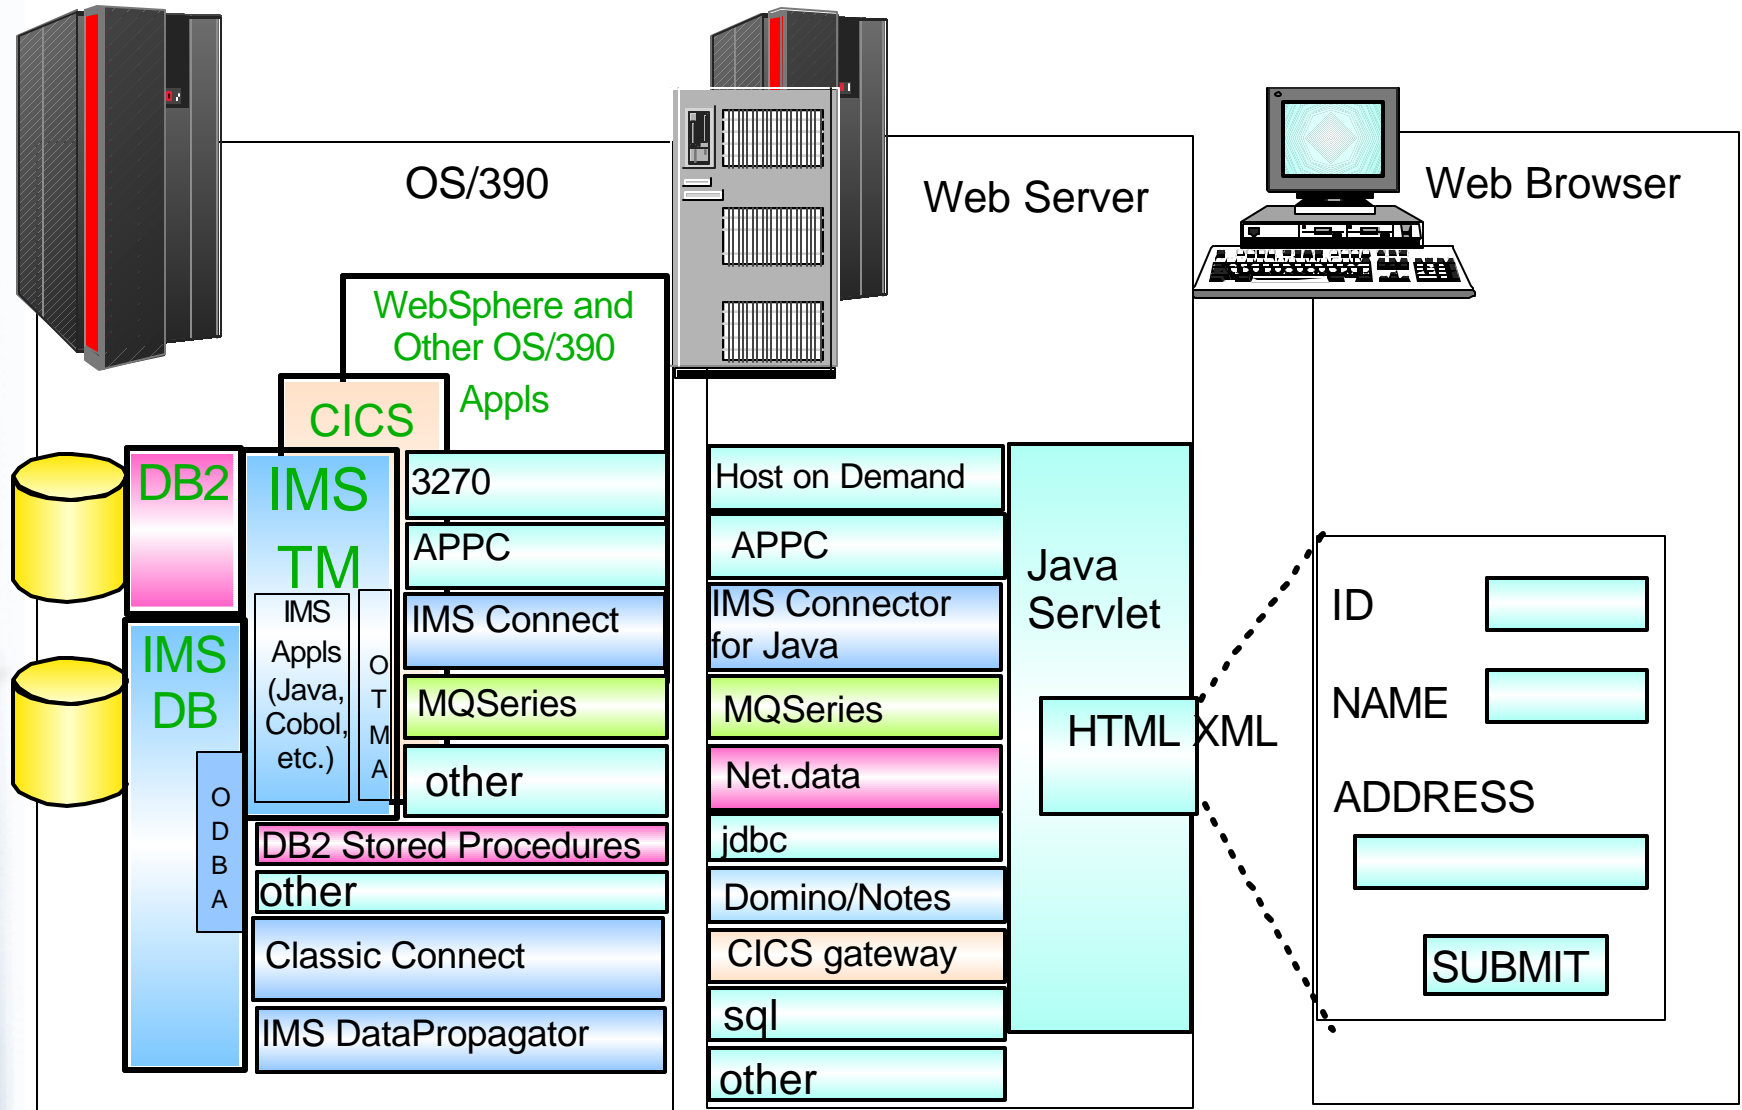 OS/390
Web Server
Web Browser
WebSphere and
Other OS/390
Appls
CICS
DB2
IMS
TM
IMS
Appls
(Java,
Cobol,
etc.)
O
T
M
A
IMS
DB
O
D
B
A
3270
APPC
IMS Connect
MQSeries
other
DB2 Stored Procedures
other
Classic Connect
IMS DataPropagator
Host on Demand
APPC
IMS Connector
for Java
MQSeries
Net.data
jdbc
Domino/Notes
CICS gateway
sql
other
Java
Servlet
HTML XML
ID
NAME
ADDRESS
SUBMIT